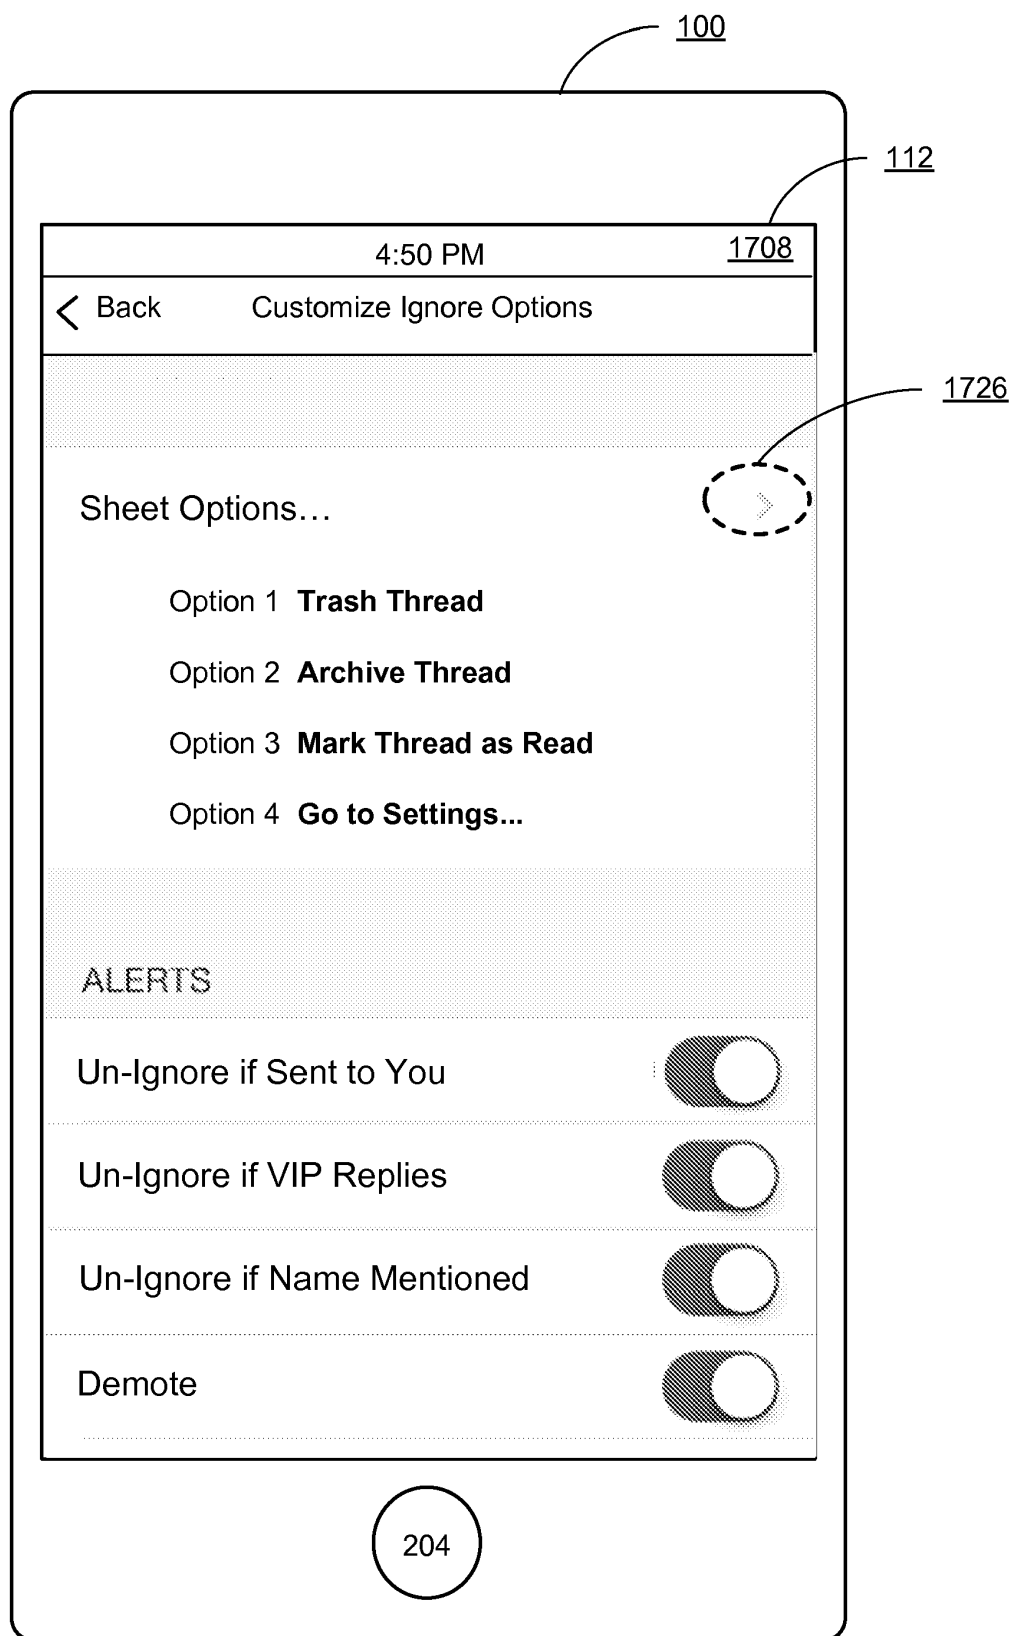 100
112
4:50 PM 1708
Back Customize Ignore Options
1726
Sheet Options…
Option 1 Trash Thread
Option 2 Archive Thread
Option 3 Mark Thread as Read
Option 4 Go to Settings...
ALERTS
Un-Ignore if Sent to You
Un-Ignore if VIP Replies
Un-Ignore if Name Mentioned
Demote
204